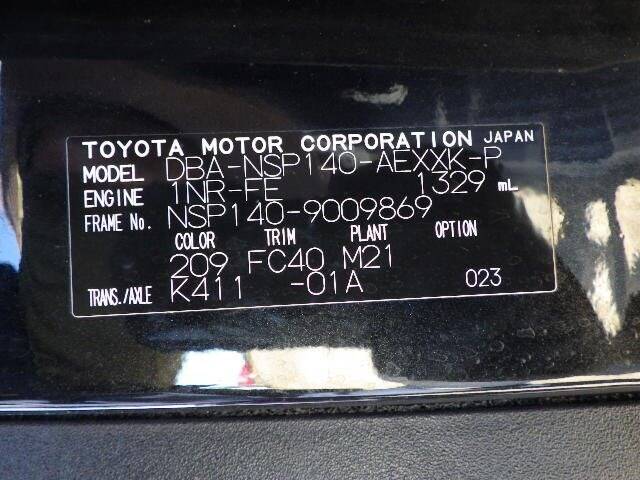 TOYOTA MOTOR CORPORATION JAPAN
MODEL DBA-NSP140-AEXXK-P
ENGINE 1NR-FE 1329 mL
FRAME No. NSP140-9009869
COLOR TRIM PLANT OPTION
209 FC40 M21
TRANS./AXLE K411 -01A 023